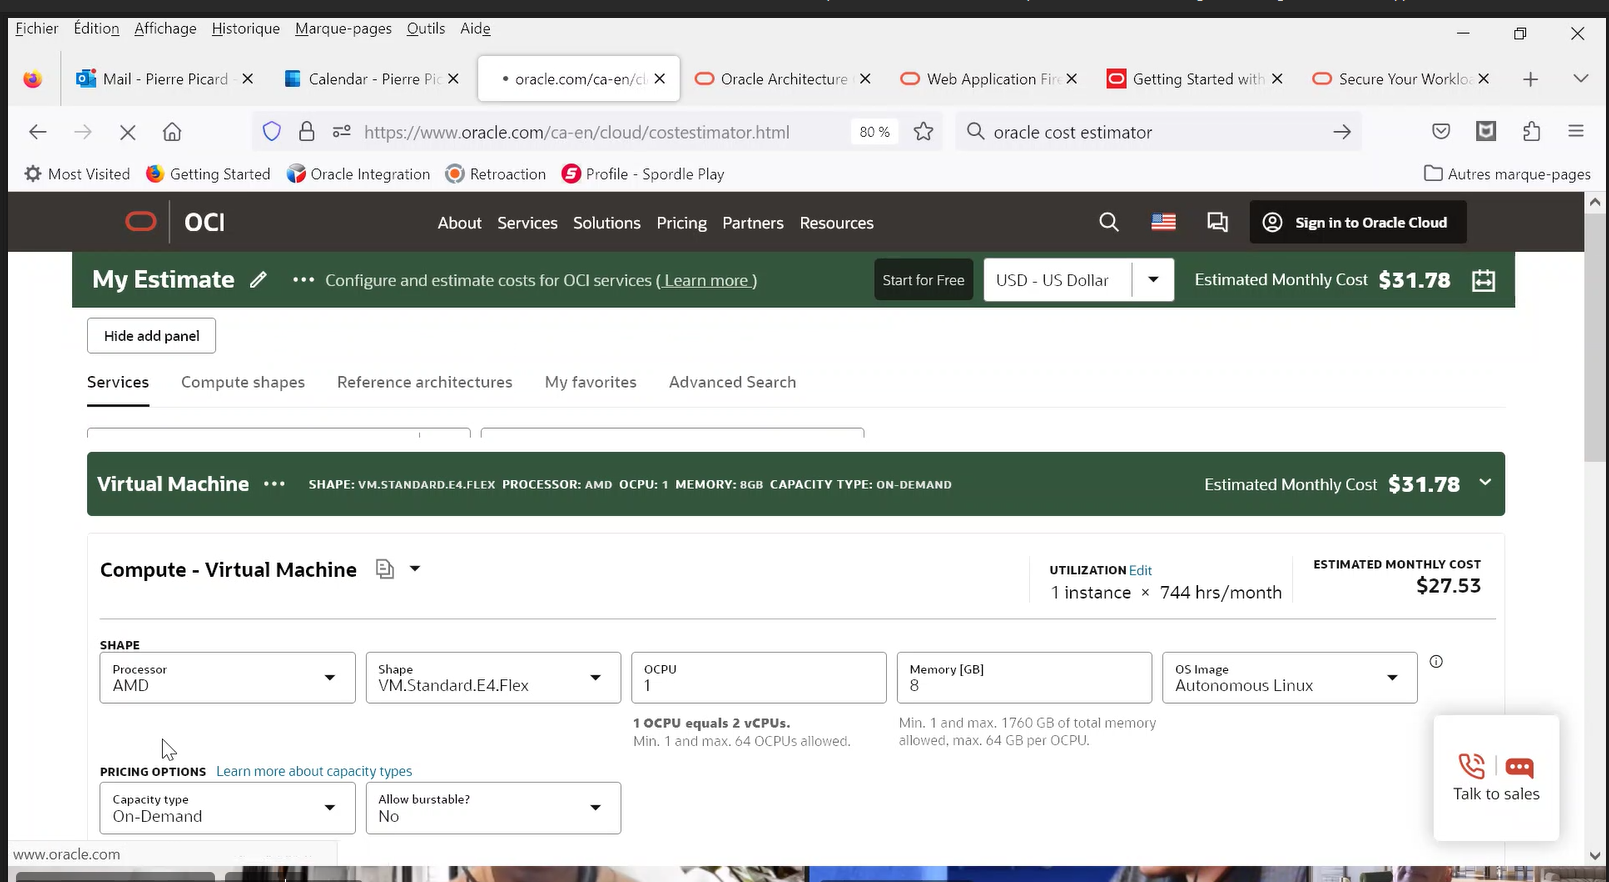 Fichier Édition Affichage Historique Marque-pages Outils Aide
Mail - Pierre Picard Calendar - Pierre Pic oracle.com/ca-en/cl Oracle Architecture Web Application Fire Getting Started with Secure Your Workloa
https://www.oracle.com/ca-en/cloud/costestimator.html 80 % oracle cost estimator
Most Visited Getting Started Oracle Integration Retroaction Profile - Spordle Play Autres marque-pages
OCI About Services Solutions Pricing Partners Resources Sign in to Oracle Cloud
My Estimate ••• Configure and estimate costs for OCI services ( Learn more ) Start for Free USD - US Dollar Estimated Monthly Cost $31.78
Hide add panel
Services Compute shapes Reference architectures My favorites Advanced Search
Virtual Machine ••• SHAPE: VM.STANDARD.E4.FLEX PROCESSOR: AMD OCPU: 1 MEMORY: 8GB CAPACITY TYPE: ON-DEMAND Estimated Monthly Cost $31.78
Compute - Virtual Machine
UTILIZATION Edit
1 instance × 744 hrs/month
ESTIMATED MONTHLY COST
$27.53
SHAPE
Processor
AMD
Shape
VM.Standard.E4.Flex
OCPU
1
Memory [GB]
8
OS Image
Autonomous Linux
1 OCPU equals 2 vCPUs.
Min. 1 and max. 64 OCPUs allowed.
Min. 1 and max. 1760 GB of total memory
allowed, max. 64 GB per OCPU.
PRICING OPTIONS Learn more about capacity types
Capacity type
On-Demand
Allow burstable?
No
Talk to sales
www.oracle.com